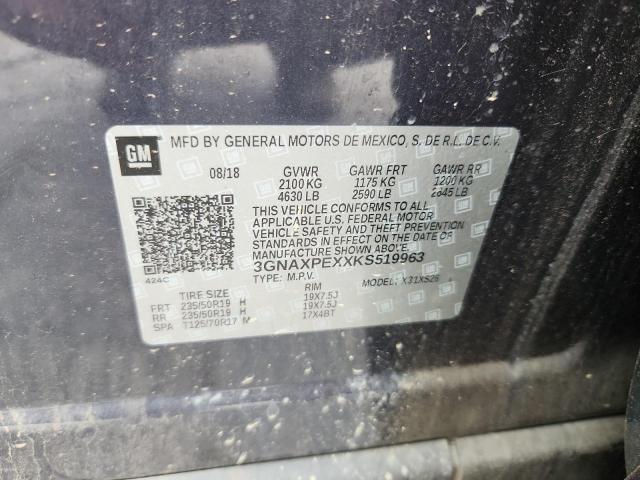 GM
MFD BY GENERAL MOTORS DE MEXICO, S. DE R.L. DE C.V.
08/18 GVWR GAWR FRT GAWR RR
2100 KG 1175 KG 1200 KG
4630 LB 2590 LB 2645 LB
THIS VEHICLE CONFORMS TO ALL
APPLICABLE U.S. FEDERAL MOTOR
VEHICLE SAFETY AND THEFT PREVENTION
STANDARDS IN EFFECT ON THE DATE OF
MANUFACTURE SHOWN ABOVE.
3GNAXPEXXKS519963
424C
TYPE: M.P.V. MODEL: X31XS26
TIRE SIZE RIM
FRT 235/50R19 H 19X7.5J
RR 235/50R19 H 19X7.5J
SPA T125/70R17 M 17X4BT